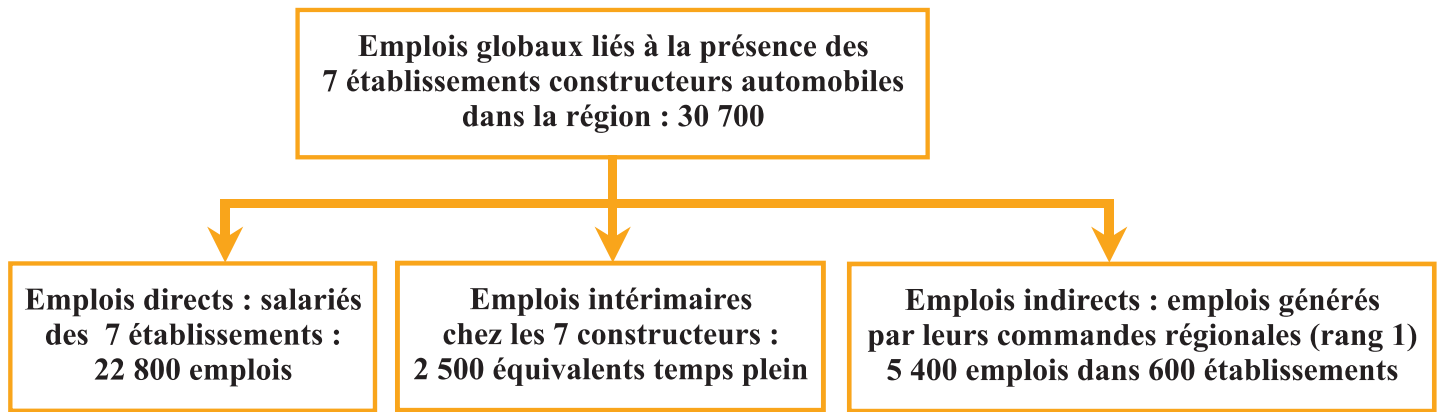 Emplois globaux liés à la présence des
7 établissements constructeurs automobiles
dans la région : 30 700
Emplois directs : salariés
des 7 établissements :
22 800 emplois
Emplois intérimaires
chez les 7 constructeurs :
2 500 équivalents temps plein
Emplois indirects : emplois générés
par leurs commandes régionales (rang 1)
5 400 emplois dans 600 établissements